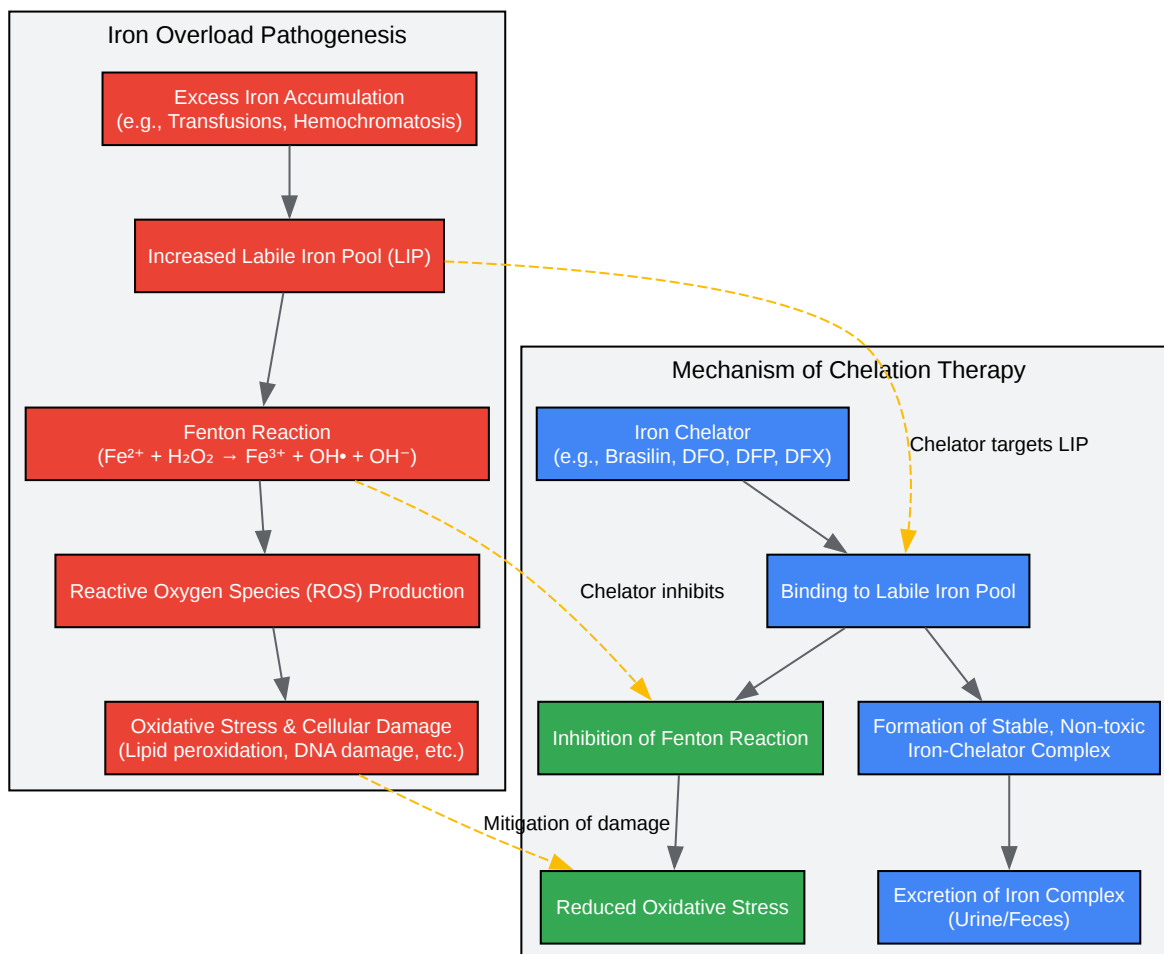 Iron Overload Pathogenesis
Excess Iron Accumulation
(e.g., Transfusions, Hemochromatosis)
Increased Labile Iron Pool (LIP)
Fenton Reaction
(Fe²⁺ + H₂O₂ → Fe³⁺ + OH• + OH⁻)
Reactive Oxygen Species (ROS) Production
Oxidative Stress & Cellular Damage
(Lipid peroxidation, DNA damage, etc.)
Mechanism of Chelation Therapy
Iron Chelator
(e.g., Brasilin, DFO, DFP, DFX)
Chelator targets LIP
Binding to Labile Iron Pool
Chelator inhibits
Inhibition of Fenton Reaction
Formation of Stable, Non-toxic
Iron-Chelator Complex
Mitigation of damage
Reduced Oxidative Stress
Excretion of Iron Complex
(Urine/Feces)